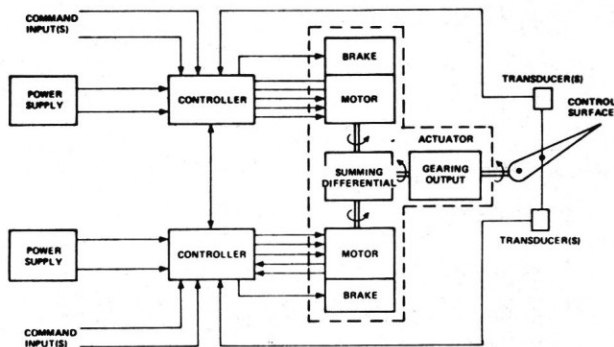 COMMAND
INPUT(S)
BRAKE
POWER
SUPPLY
CONTROLLER
MOTOR
TRANSDUCER(S)
CONTROL
SURFACE
ACTUATOR
SUMMING
DIFFERENTIAL
GEARING
OUTPUT
POWER
SUPPLY
CONTROLLER
MOTOR
TRANSDUCER(S)
BRAKE
COMMAND
INPUT(S)